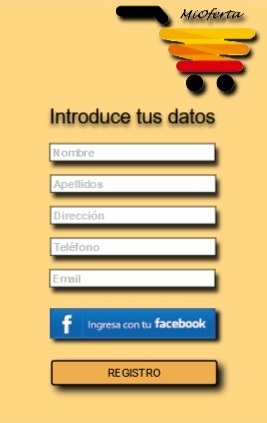 MiOferta
Introduce tus datos
Nombre
Apellidos
Dirección
Teléfono
Email
f Ingresa con tu facebook
REGISTRO